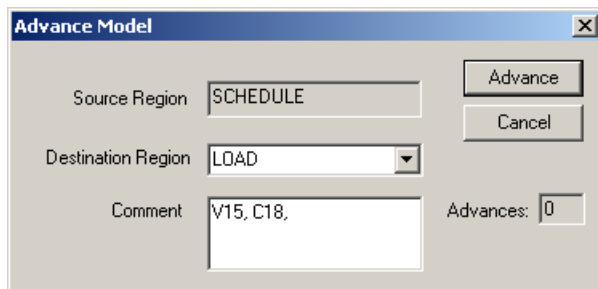 Advance Model
Source Region SCHEDULE
Advance
Cancel
Destination Region LOAD
Comment V15, C18,
Advances: 0